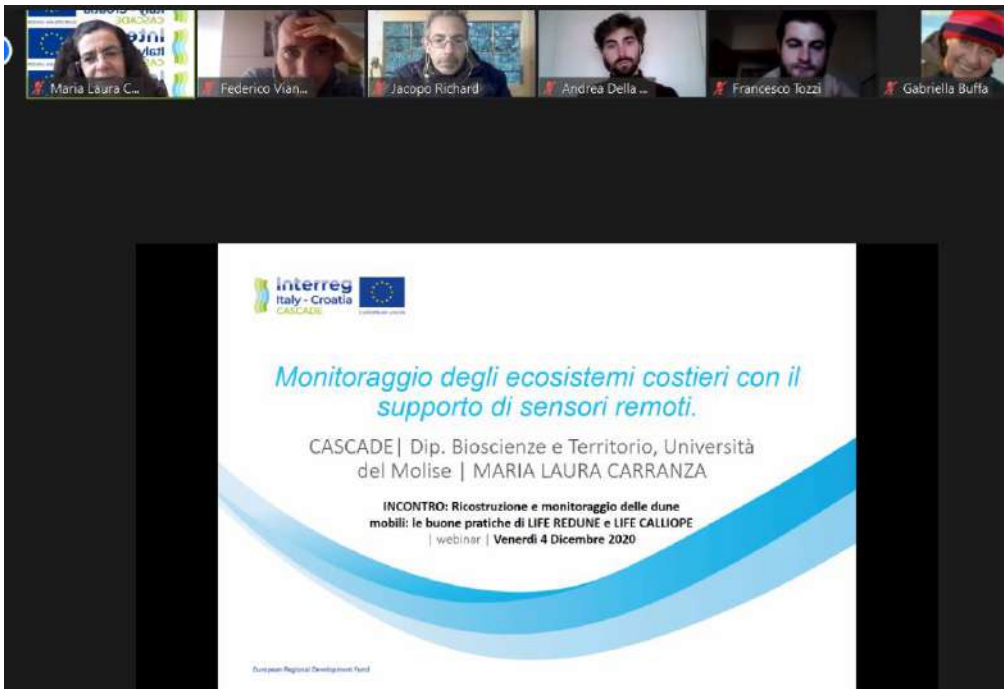 Maria Laura C...
Federico Vian...
Jacopo Richard
Andrea Della ...
Francesco Tozzi
Gabriella Buffa
Interreg
Italy - Croatia
CASCADE
Monitoraggio degli ecosistemi costieri con il
supporto di sensori remoti.
CASCADE| Dip. Bioscienze e Territorio, Università
del Molise | MARIA LAURA CARRANZA
INCONTRO: Ricostruzione e monitoraggio delle dune
mobili: le buone pratiche di LIFE REDUNE e LIFE CALLIOPE
| webinar | Venerdì 4 Dicembre 2020
European Regional Development Fund